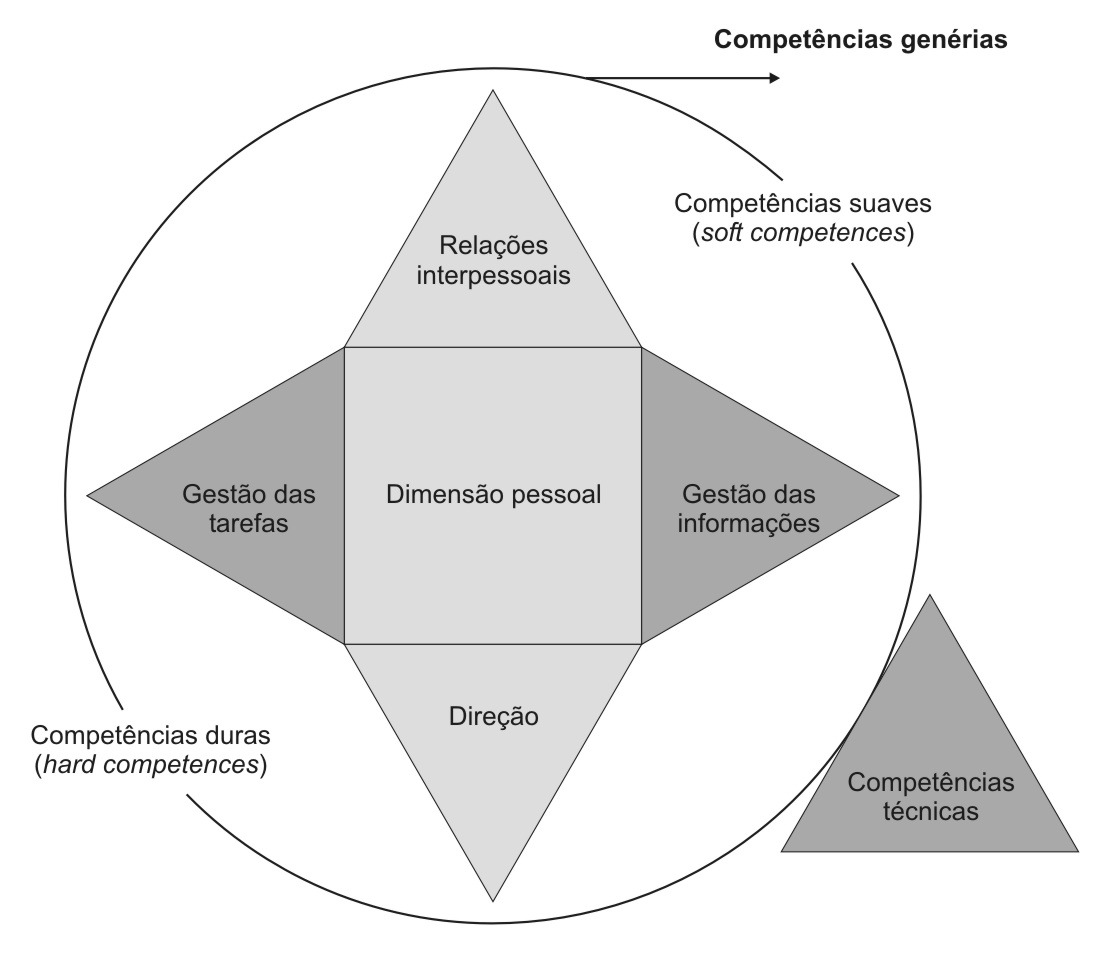 Competências genérias
Competências suaves
(soft competences)
Relações
interpessoais
Gestão das
tarefas
Dimensão pessoal
Gestão das
informações
Direção
Competências duras
(hard competences)
Competências
técnicas